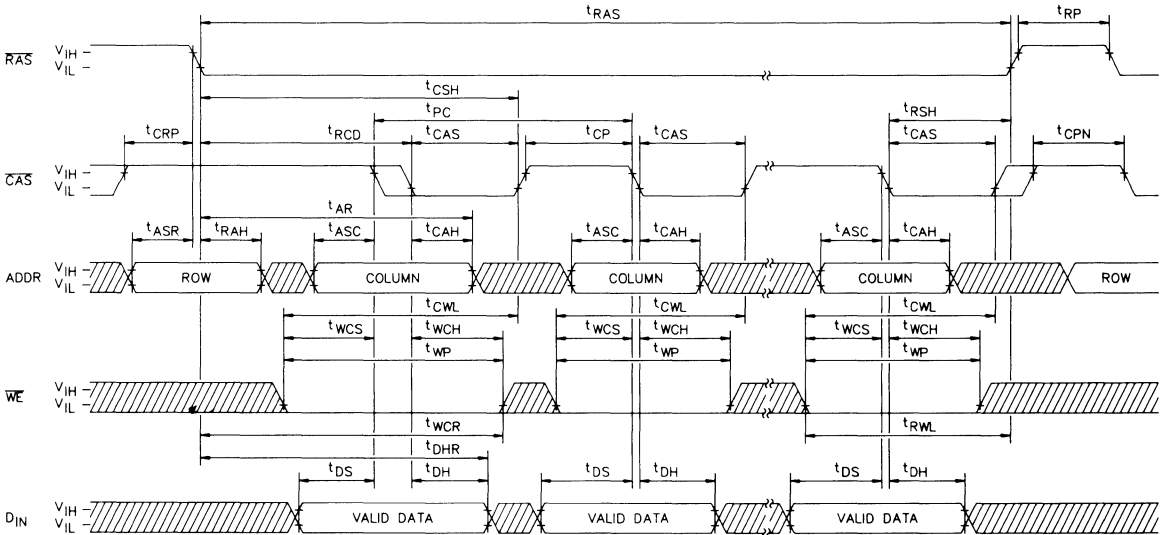 tRAS tRP
RAS VIH VIL
tCSH
tPC tRSH
tCRP tRCD tCAS tCP tCAS tCAS tCPN
CAS VIH VIL
tAR
tASR tRAH tASC tCAH tASC tCAH tASC tCAH
ADDR VIH VIL ROW COLUMN COLUMN COLUMN ROW
tCWL tCWL tCWL
tWCS tWCH tWCS tWCH tWCS tWCH
tWP tWP tWP
WE VIH VIL
tWCR tRWL
tDHR
tDS tDH tDS tDH tDS tDH
DIN VIH VIL VALID DATA VALID DATA VALID DATA